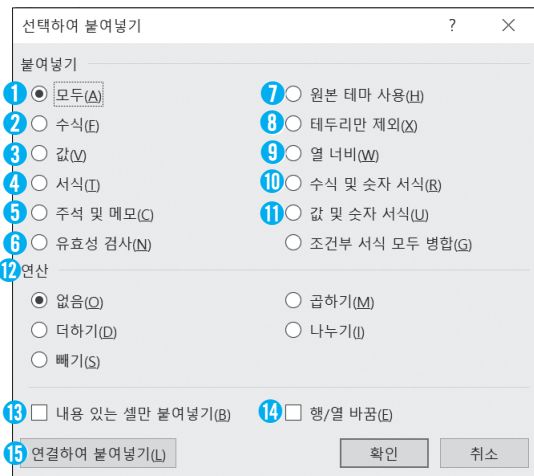 선택하여 붙여넣기 ? ×
붙여넣기
1 모두(A)
2 수식(F)
3 값(V)
4 서식(T)
5 주석 및 메모(C)
6 유효성 검사(N)
7 원본 테마 사용(H)
8 테두리만 제외(X)
9 열 너비(W)
10 수식 및 숫자 서식(R)
11 값 및 숫자 서식(U)
조건부 서식 모두 병합(G)
12 연산
없음(O)
더하기(D)
빼기(S)
곱하기(M)
나누기(I)
13 내용 있는 셀만 붙여넣기(B)
14 행/열 바꿈(E)
15 연결하여 붙여넣기(L)
확인
취소